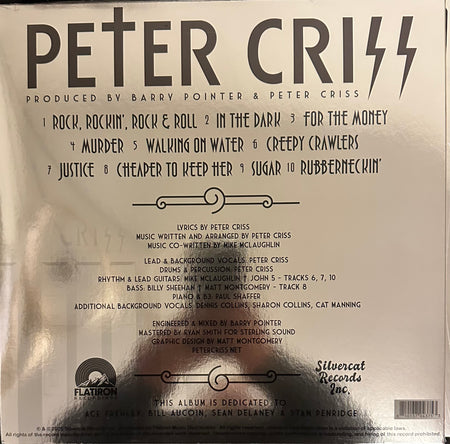 PETER CRISS
PRODUCED BY BARRY POINTER & PETER CRISS
1 ROCK, ROCKIN', ROCK & ROLL 2 IN THE DARK 3 FOR THE MONEY
4 MURDER 5 WALKING ON WATER 6 CREEPY CRAWLERS
7 JUSTICE 8 CHEAPER TO KEEP HER 9 SUGAR 10 RUBBERNECKIN'
LYRICS BY PETER CRISS
MUSIC WRITTEN AND ARRANGED BY PETER CRISS
MUSIC CO-WRITTEN BY MIKE MCLAUGHLIN
LEAD & BACKGROUND VOCALS: PETER CRISS
DRUMS & PERCUSSION: PETER CRISS
RHYTHM & LEAD GUITARS: MIKE MCLAUGHLIN † JOHN 5 - TRACKS 6, 7, 10
BASS: BILLY SHEEHAN † MATT MONTGOMERY - TRACK 8
PIANO & B3: PAUL SHAFFER
ADDITIONAL BACKGROUND VOCALS: DENNIS COLLINS, SHARON COLLINS, CAT MANNING
ENGINEERED & MIXED BY BARRY POINTER
MASTERED BY RYAN SMITH FOR STERLING SOUND
GRAPHIC DESIGN BY MATT MONTGOMERY
PETERCRISS.NET
FLATIRON
RECORDINGS
Silvercat
Records
Inc.
THIS ALBUM IS DEDICATED TO
ACE FREHLEY, BILL AUCOIN, SEAN DELANEY & STAN PENRIDGE